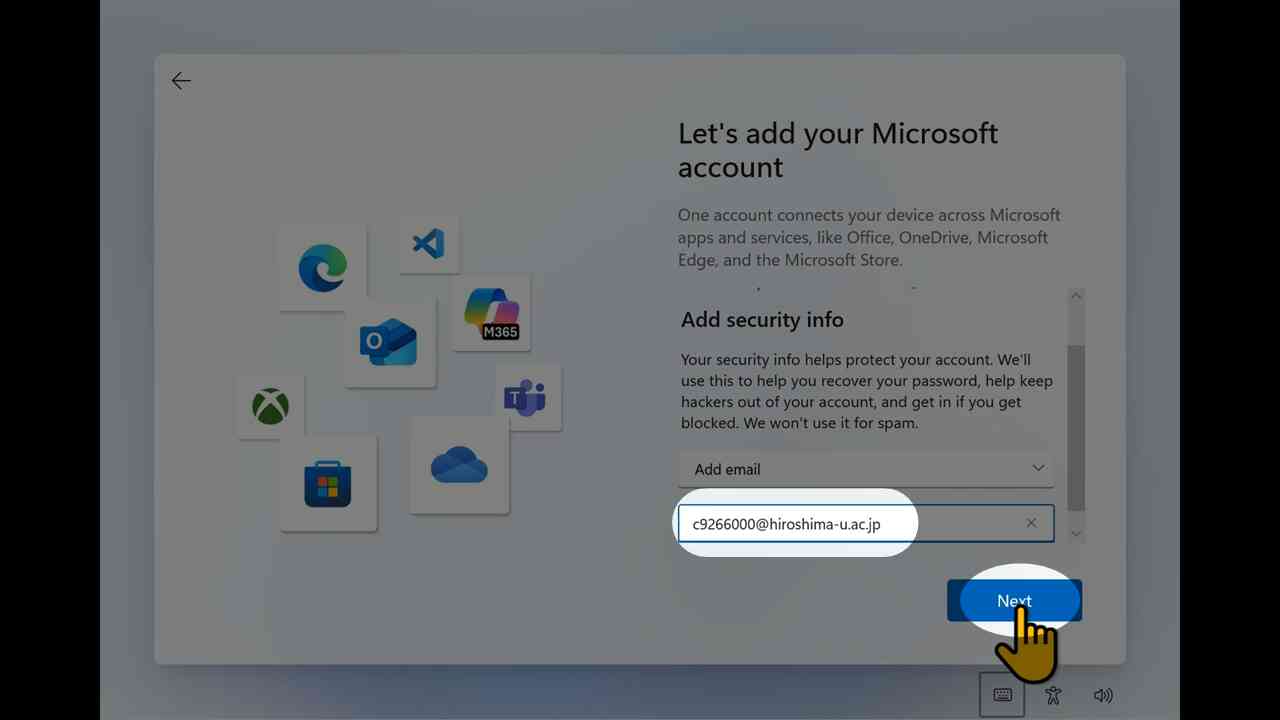 Let's add your Microsoft
account
One account connects your device across Microsoft
apps and services, like Office, OneDrive, Microsoft
Edge, and the Microsoft Store.
Add security info
Your security info helps protect your account. We'll
use this to help you recover your password, help keep
hackers out of your account, and get in if you get
blocked. We won't use it for spam.
Add email
c9266000@hiroshima-u.ac.jp
Next
M365
O
T